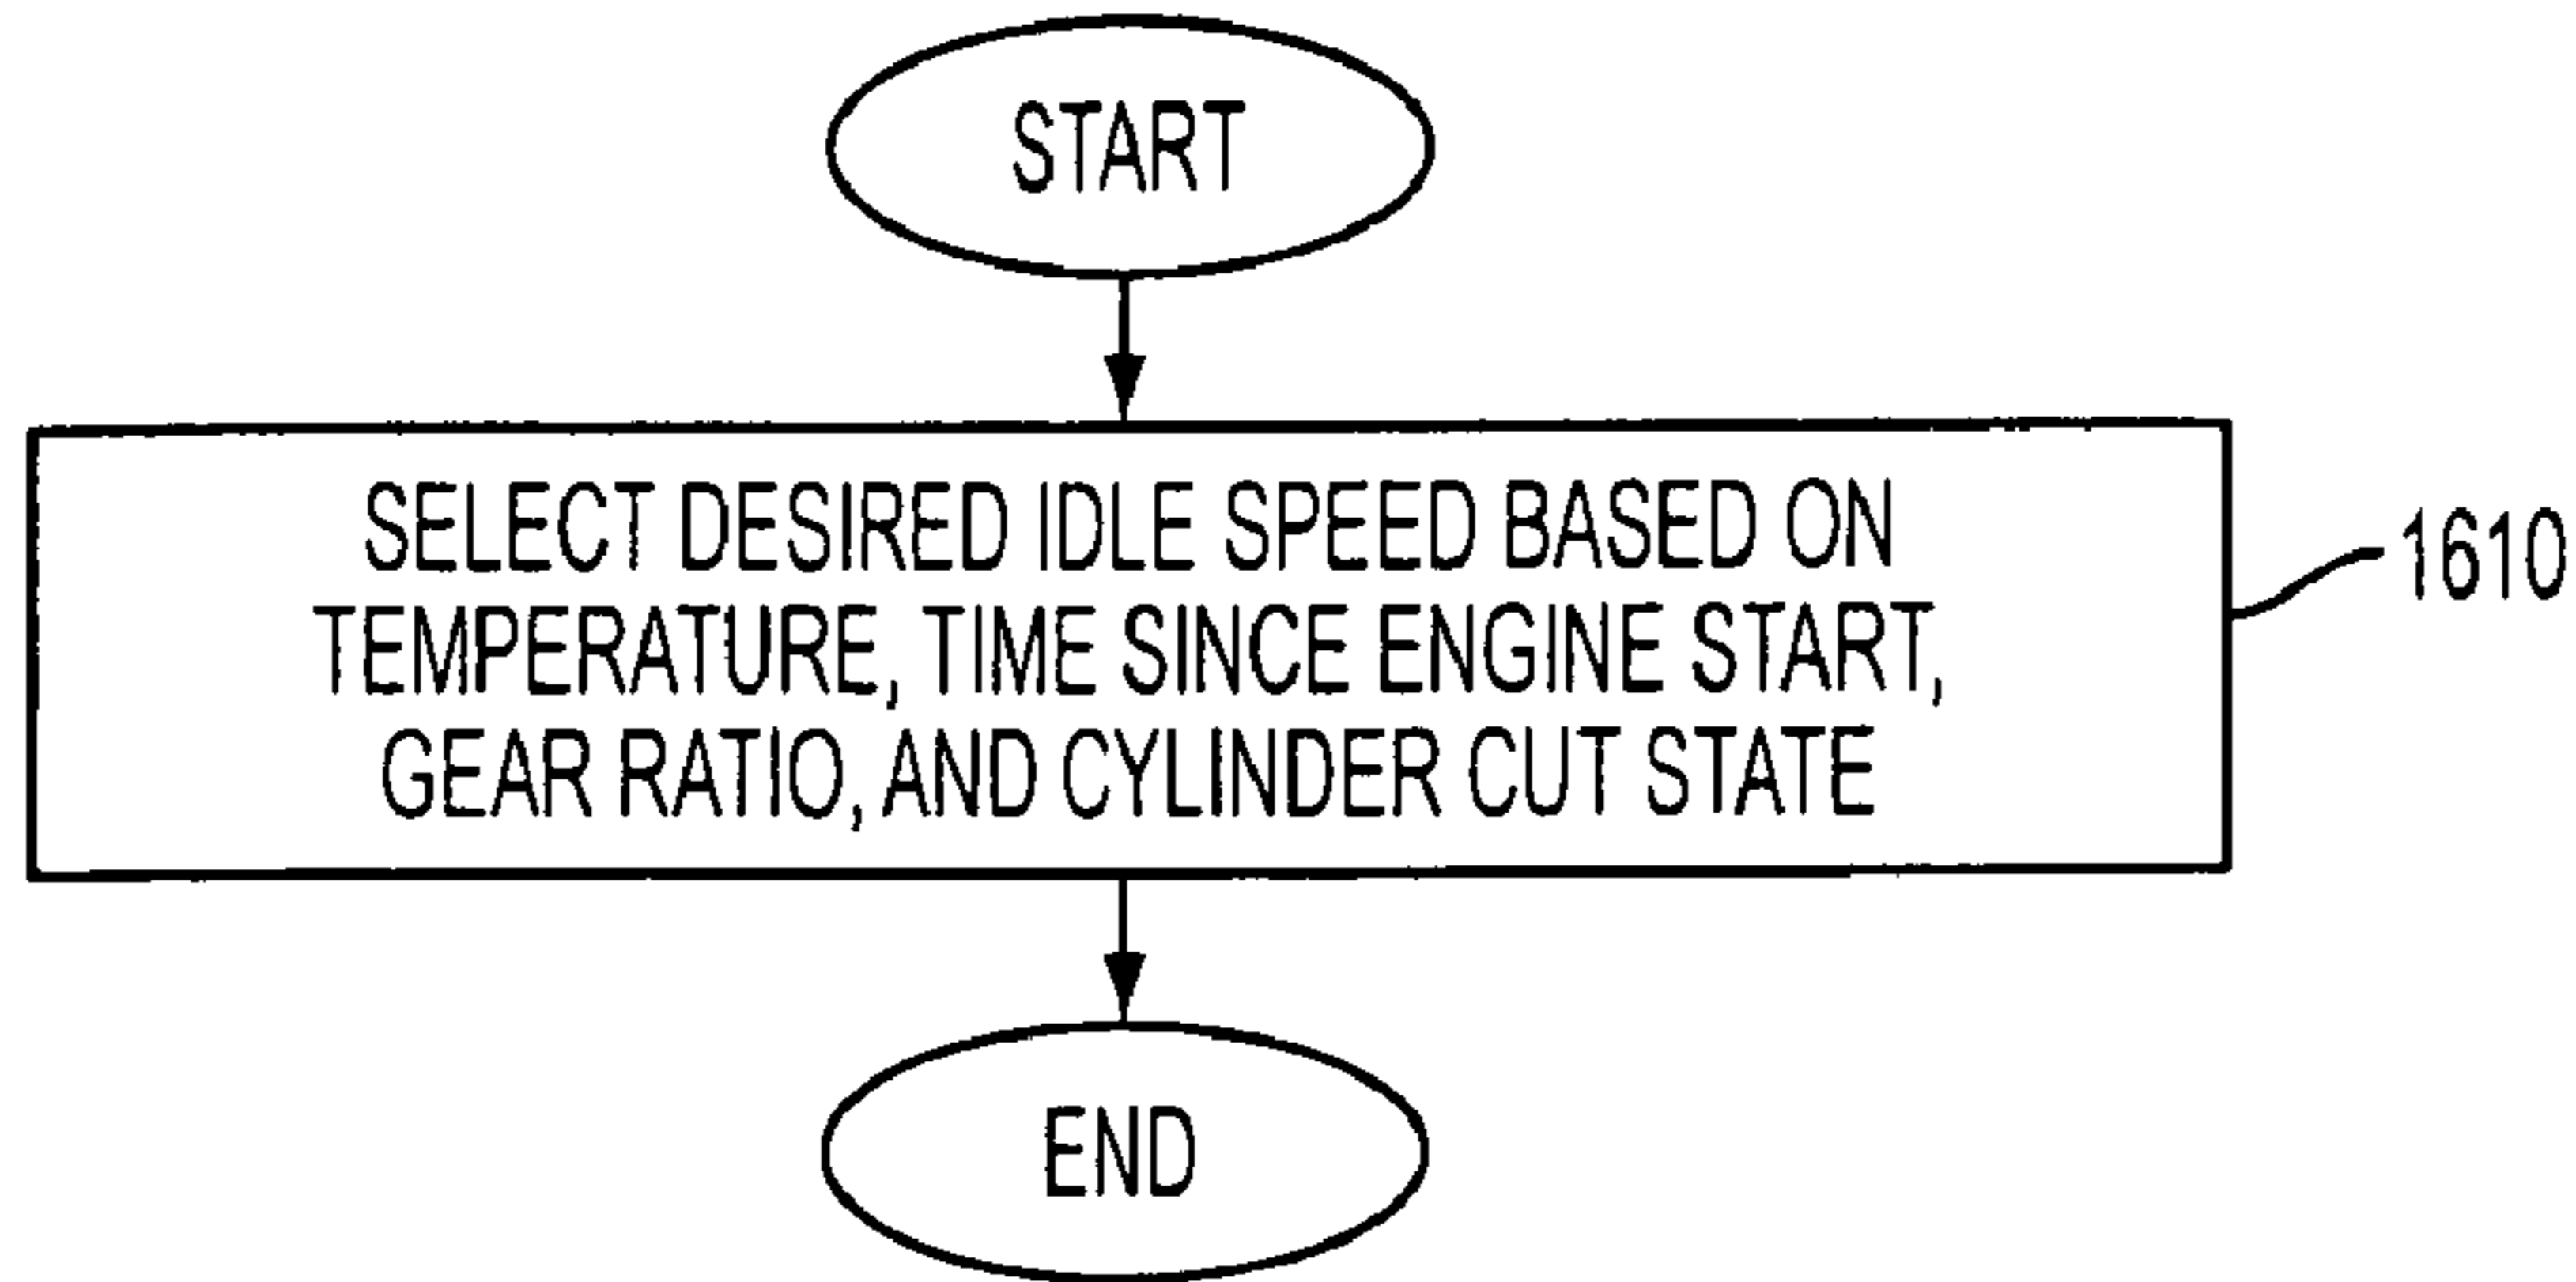 START
SELECT DESIRED IDLE SPEED BASED ON
TEMPERATURE, TIME SINCE ENGINE START,
GEAR RATIO, AND CYLINDER CUT STATE
1610
END